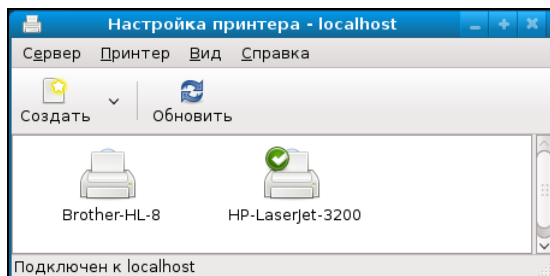 Настройка принтера - localhost
Сервер Принтер Вид Справка
Создать Обновить
Brother-HL-8 HP-LaserJet-3200
Подключен к localhost